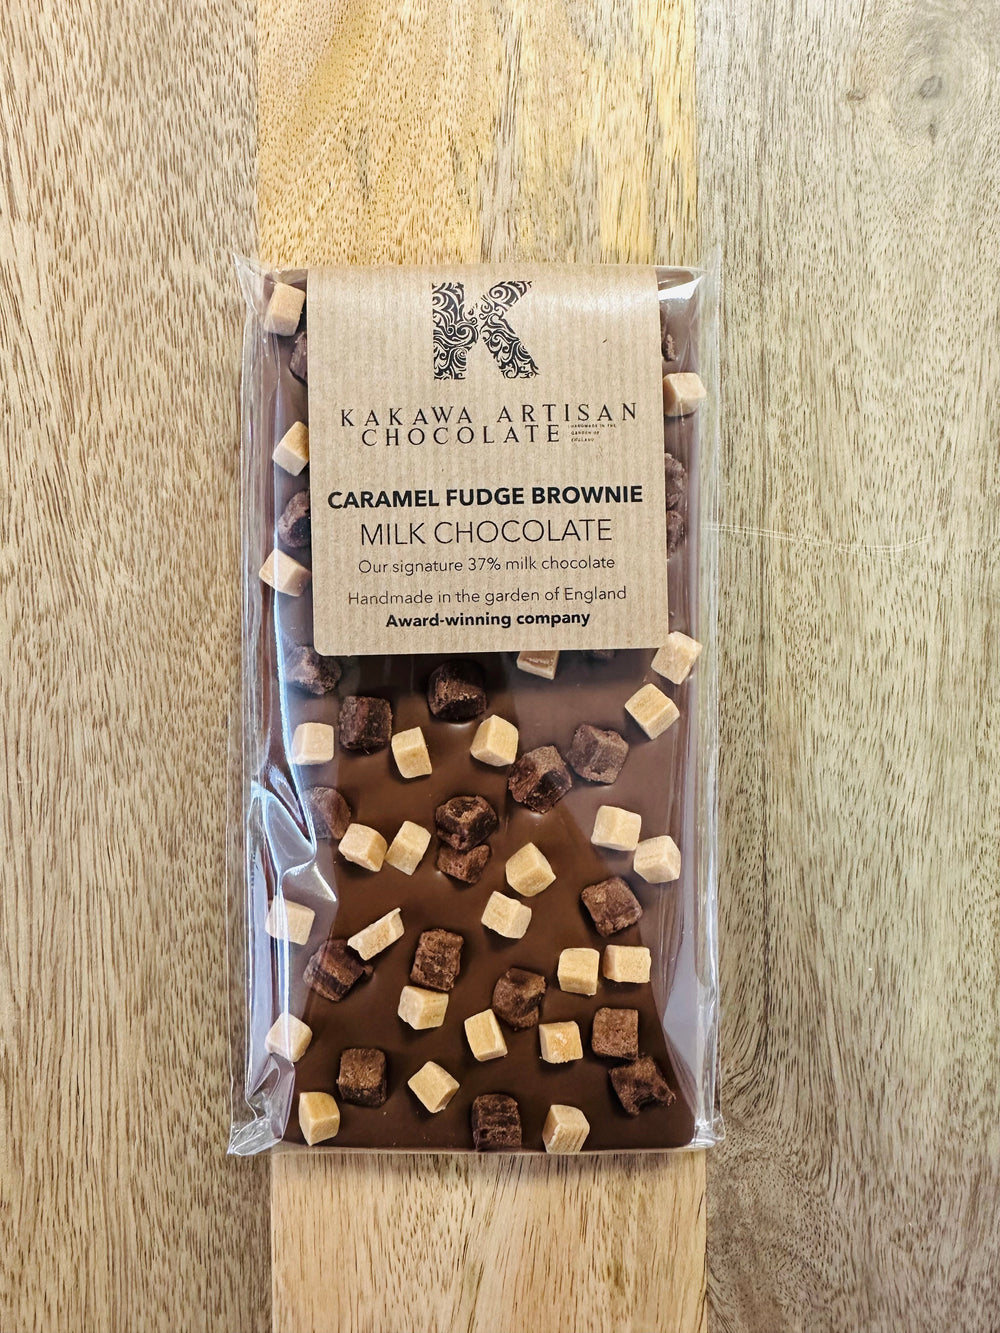 K
KAKAWA ARTISAN
CHOCOLATE
HANDMADE IN THE
GARDEN OF
ENGLAND
CARAMEL FUDGE BROWNIE
MILK CHOCOLATE
Our signature 37% milk chocolate
Handmade in the garden of England
Award-winning company